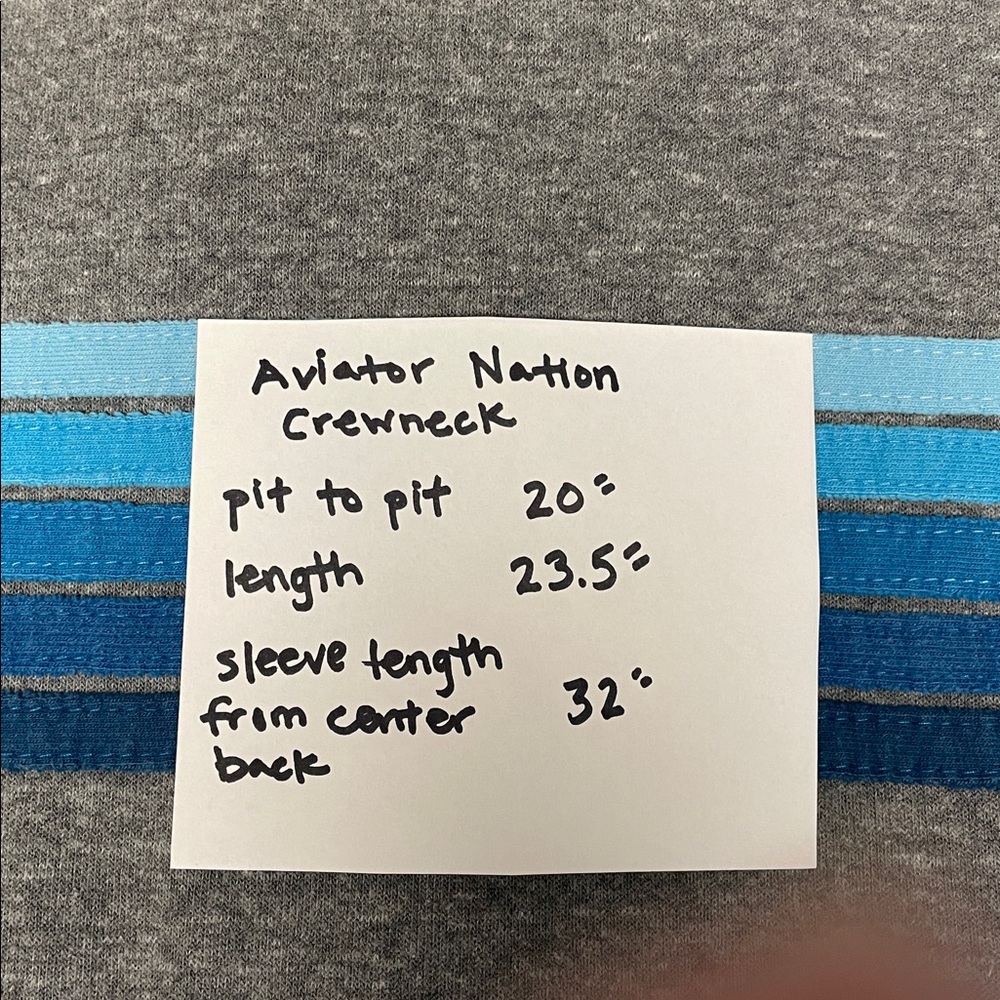 Aviator Nation
Crewneck
pit to pit 20"
length 23.5"
sleeve length
from center 32"
back